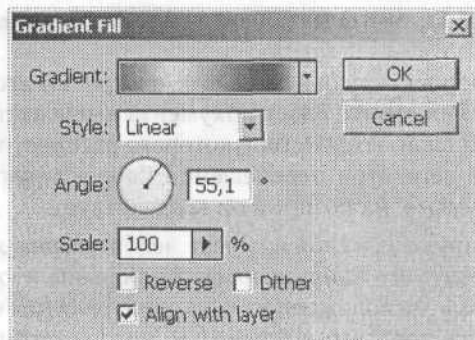 Gradient Fill
Gradient:
OK
Style: Linear
Cancel
Angle: 55,1 °
Scale: 100 %
Reverse Dither
Align with layer